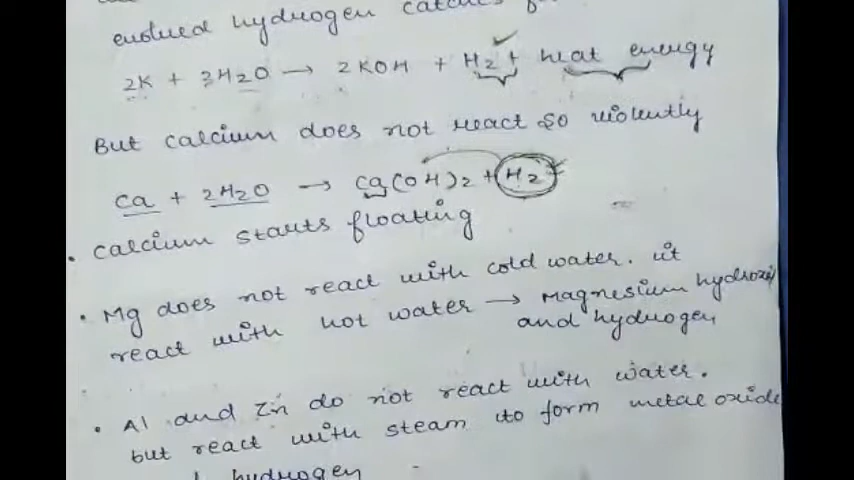 evolved hydrogen catches
2K + 2H2O → 2KOH + H2 + heat energy
But calcium does not react so violently
Ca + 2H2O → Ca(OH)2 + H2
• calcium starts floating
• Mg does not react with cold water. it
react with hot water → Magnesium hydroxi
and hydrogen
• Al and Zn do not react with water.
but react with steam to form metal oxide
hydrogen